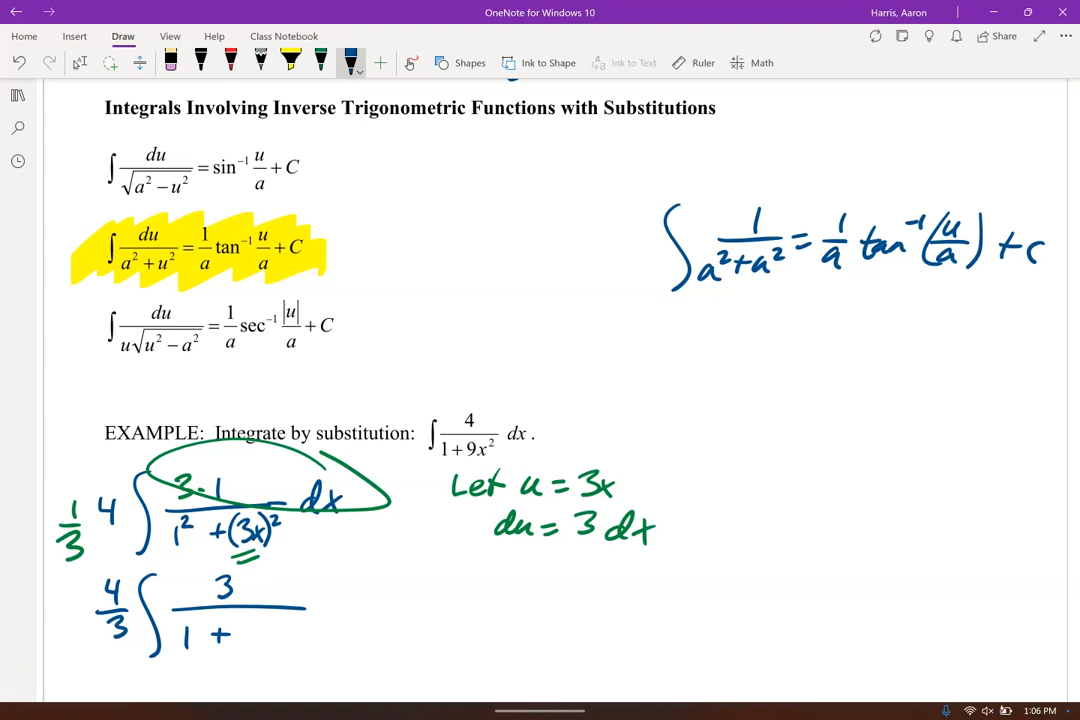 OneNote for Windows 10
Harris, Aaron
Home Insert Draw View Help Class Notebook
Share
Shapes Ink to Shape Ink to Text Ruler Math
Integrals Involving Inverse Trigonometric Functions with Substitutions
∫ du / √(a² − u²) = sin⁻¹ u/a + C
∫ du / (a² + u²) = 1/a tan⁻¹ u/a + C
∫ 1 / (a² + a²) = 1/a tan⁻¹ (u/a) + C
∫ du / (u√(u² − a²)) = 1/a sec⁻¹ |u|/a + C
EXAMPLE: Integrate by substitution: ∫ 4 / (1 + 9x²) dx .
1/3 4 ∫ 3·1 / (1² + (3x)²) dx
Let u = 3x
du = 3 dx
4/3 ∫ 3 / (1 +
1:06 PM